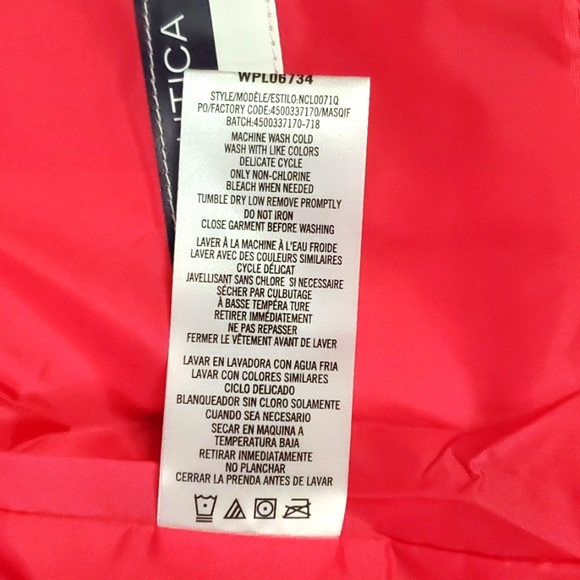 UTICA
WPL06734
STYLE/MODÈLE/ESTILO:NCL0071Q
PO/FACTORY CODE:4500337170/MASQIF
BATCH:4500337170-718
MACHINE WASH COLD
WASH WITH LIKE COLORS
DELICATE CYCLE
ONLY NON-CHLORINE
BLEACH WHEN NEEDED
TUMBLE DRY LOW REMOVE PROMPTLY
DO NOT IRON
CLOSE GARMENT BEFORE WASHING
LAVER À LA MACHINE À L'EAU FROIDE
LAVER AVEC DES COULEURS SIMILAIRES
CYCLE DÉLICAT
JAVELLISANT SANS CHLORE SI NECESSAIRE
SÉCHER PAR CULBUTAGE
À BASSE TEMPÉRA TURE
RETIRER IMMÉDIATEMENT
NE PAS REPASSER
FERMER LE VÊTEMENT AVANT DE LAVER
LAVAR EN LAVADORA CON AGUA FRIA
LAVAR CON COLORES SIMILARES
CICLO DELICADO
BLANQUEADOR SIN CLORO SOLAMENTE
CUANDO SEA NECESARIO
SECAR EN MAQUINA A
TEMPERATURA BAJA
RETIRAR INMEDIATAMENTE
NO PLANCHAR
CERRAR LA PRENDA ANTES DE LAVAR